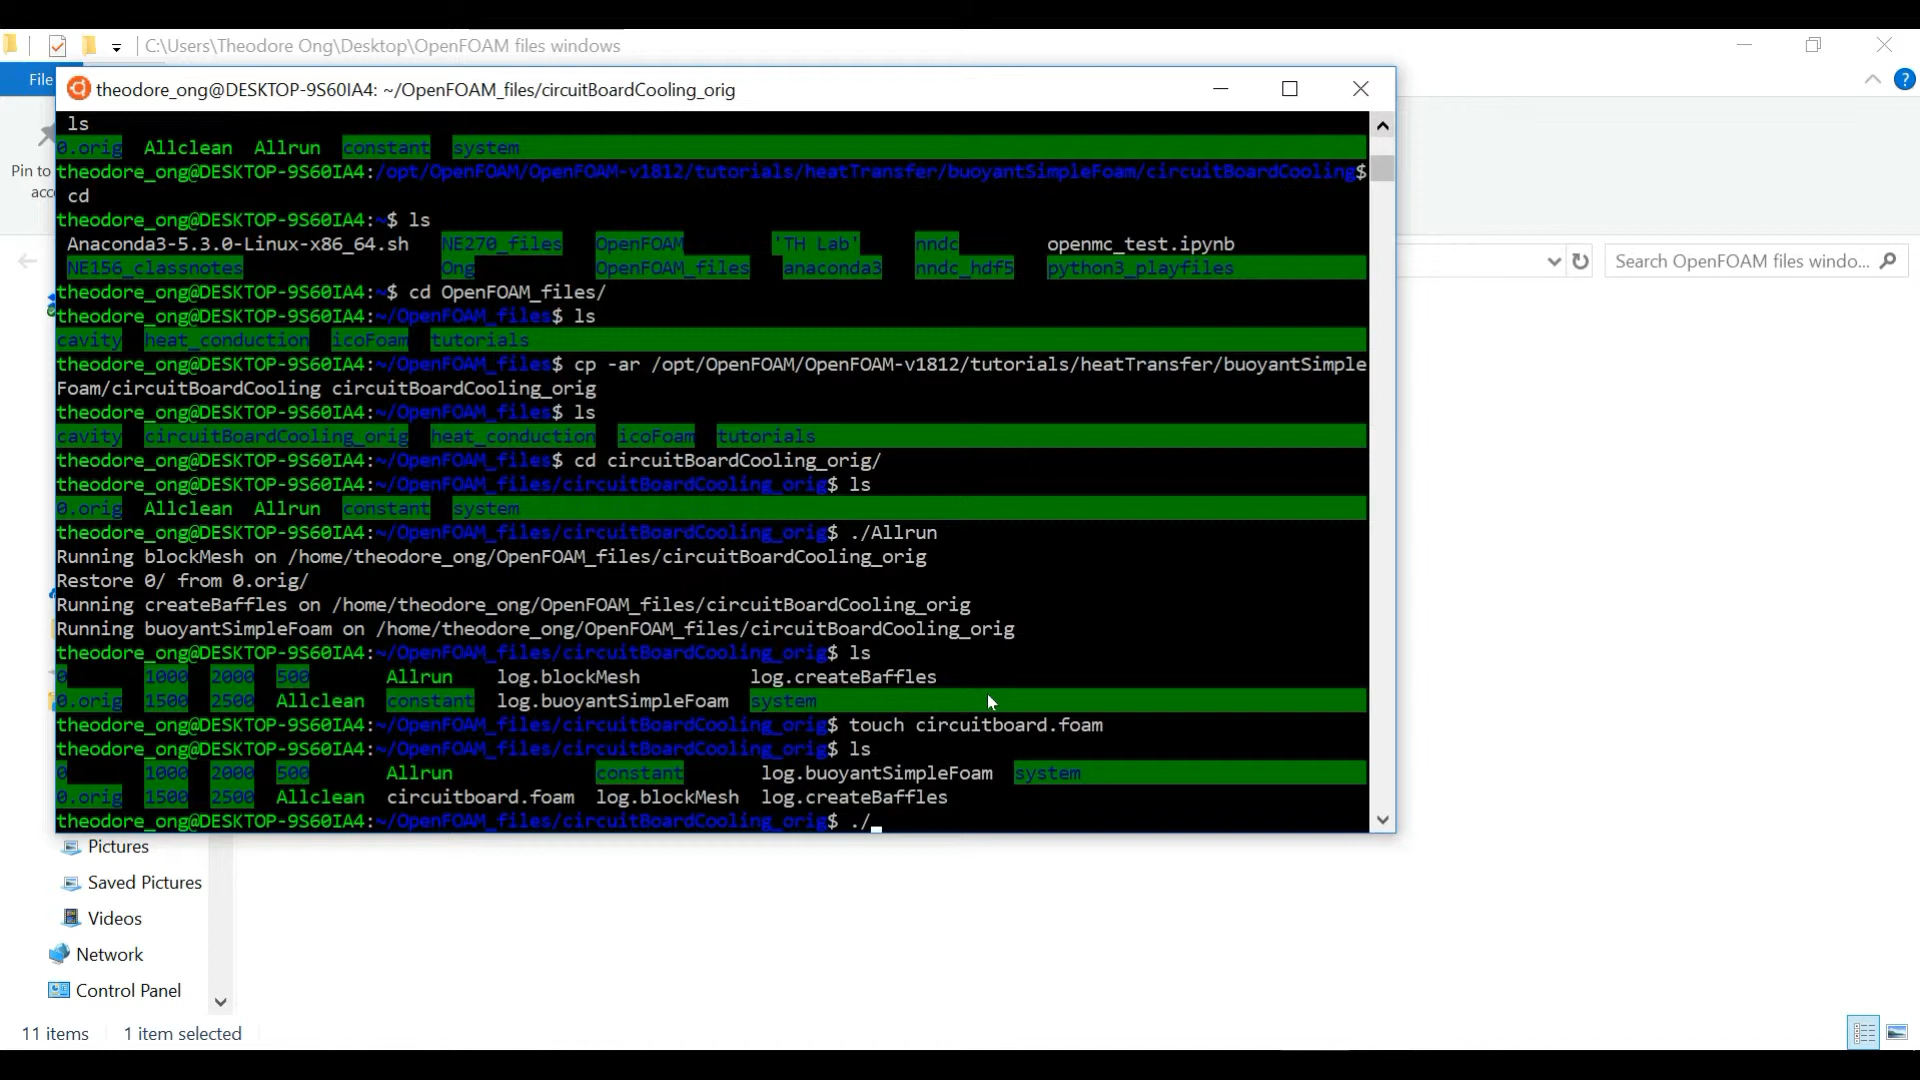 C:\Users\Theodore Ong\Desktop\OpenFOAM files windows
File
theodore_ong@DESKTOP-9S60IA4: ~/OpenFOAM_files/circuitBoardCooling_orig
Pin to
acc
Search OpenFOAM files windo...
ls
0.orig Allclean Allrun constant system
theodore_ong@DESKTOP-9S60IA4:/opt/OpenFOAM/OpenFOAM-v1812/tutorials/heatTransfer/buoyantSimpleFoam/circuitBoardCooling$
cd
theodore_ong@DESKTOP-9S60IA4:~$ ls
Anaconda3-5.3.0-Linux-x86_64.sh NE270_files OpenFOAM 'TH Lab' nndc openmc_test.ipynb
NE156_classnotes Ong OpenFOAM_files anaconda3 nndc_hdf5 python3_playfiles
theodore_ong@DESKTOP-9S60IA4:~$ cd OpenFOAM_files/
theodore_ong@DESKTOP-9S60IA4:~/OpenFOAM_files$ ls
cavity heat_conduction icoFoam tutorials
theodore_ong@DESKTOP-9S60IA4:~/OpenFOAM_files$ cp -ar /opt/OpenFOAM/OpenFOAM-v1812/tutorials/heatTransfer/buoyantSimple
Foam/circuitBoardCooling circuitBoardCooling_orig
theodore_ong@DESKTOP-9S60IA4:~/OpenFOAM_files$ ls
cavity circuitBoardCooling_orig heat_conduction icoFoam tutorials
theodore_ong@DESKTOP-9S60IA4:~/OpenFOAM_files$ cd circuitBoardCooling_orig/
theodore_ong@DESKTOP-9S60IA4:~/OpenFOAM_files/circuitBoardCooling_orig$ ls
0.orig Allclean Allrun constant system
theodore_ong@DESKTOP-9S60IA4:~/OpenFOAM_files/circuitBoardCooling_orig$ ./Allrun
Running blockMesh on /home/theodore_ong/OpenFOAM_files/circuitBoardCooling_orig
Restore 0/ from 0.orig/
Running createBaffles on /home/theodore_ong/OpenFOAM_files/circuitBoardCooling_orig
Running buoyantSimpleFoam on /home/theodore_ong/OpenFOAM_files/circuitBoardCooling_orig
theodore_ong@DESKTOP-9S60IA4:~/OpenFOAM_files/circuitBoardCooling_orig$ ls
0 1000 2000 500 Allrun log.blockMesh log.createBaffles
0.orig 1500 2500 Allclean constant log.buoyantSimpleFoam system
theodore_ong@DESKTOP-9S60IA4:~/OpenFOAM_files/circuitBoardCooling_orig$ touch circuitboard.foam
theodore_ong@DESKTOP-9S60IA4:~/OpenFOAM_files/circuitBoardCooling_orig$ ls
0 1000 2000 500 Allrun constant log.buoyantSimpleFoam system
0.orig 1500 2500 Allclean circuitboard.foam log.blockMesh log.createBaffles
theodore_ong@DESKTOP-9S60IA4:~/OpenFOAM_files/circuitBoardCooling_orig$ ./
Pictures
Saved Pictures
Videos
Network
Control Panel
11 items 1 item selected